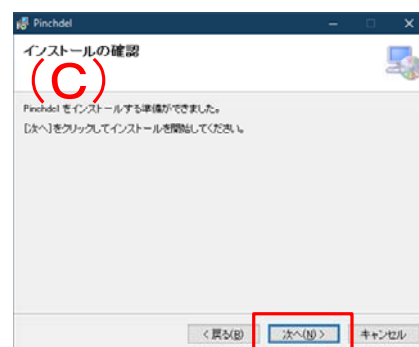 Pinchdel
インストールの確認
(C)
Pinchdel をインストールする準備ができました。
[次へ]をクリックしてインストールを開始してください。
< 戻る(B)
次へ(N) >
キャンセル